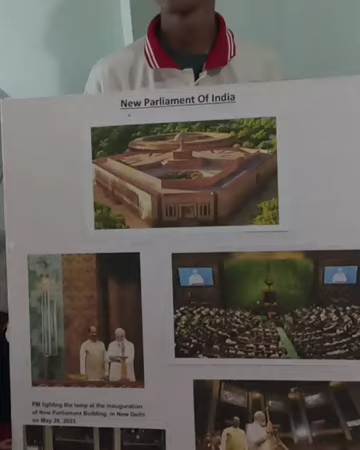 New Parliament Of India
PM lighting the lamp at the inauguration
of New Parliament Building, in New Delhi
on May 28, 2023.